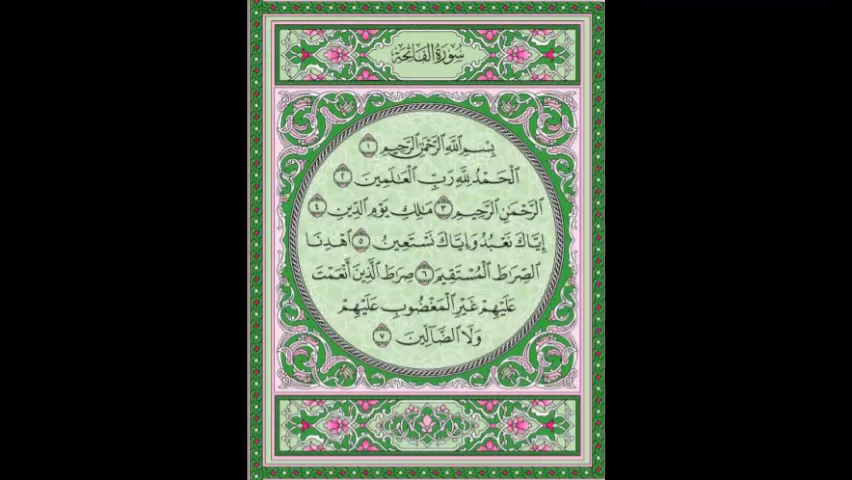 سُورَةُ الفَاتِحَةِ
بِسْمِ ٱللَّهِ ٱلرَّحْمَٰنِ ٱلرَّحِيمِ ١
ٱلْحَمْدُ لِلَّهِ رَبِّ ٱلْعَٰلَمِينَ ٢
ٱلرَّحْمَٰنِ ٱلرَّحِيمِ ٣ مَٰلِكِ يَوْمِ ٱلدِّينِ ٤
إِيَّاكَ نَعْبُدُ وَإِيَّاكَ نَسْتَعِينُ ٥ ٱهْدِنَا
ٱلصِّرَٰطَ ٱلْمُسْتَقِيمَ ٦ صِرَٰطَ ٱلَّذِينَ أَنْعَمْتَ
عَلَيْهِمْ غَيْرِ ٱلْمَغْضُوبِ عَلَيْهِمْ
وَلَا ٱلضَّآلِّينَ ٧